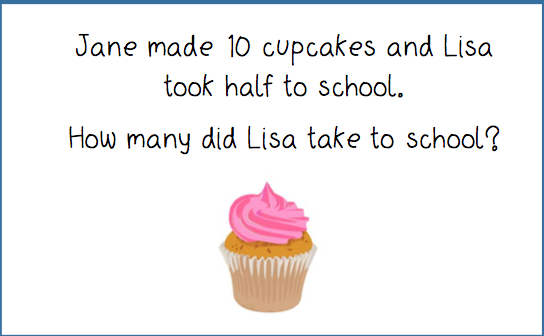 Jane made 10 cupcakes and Lisa
took half to school.
How many did Lisa take to school?